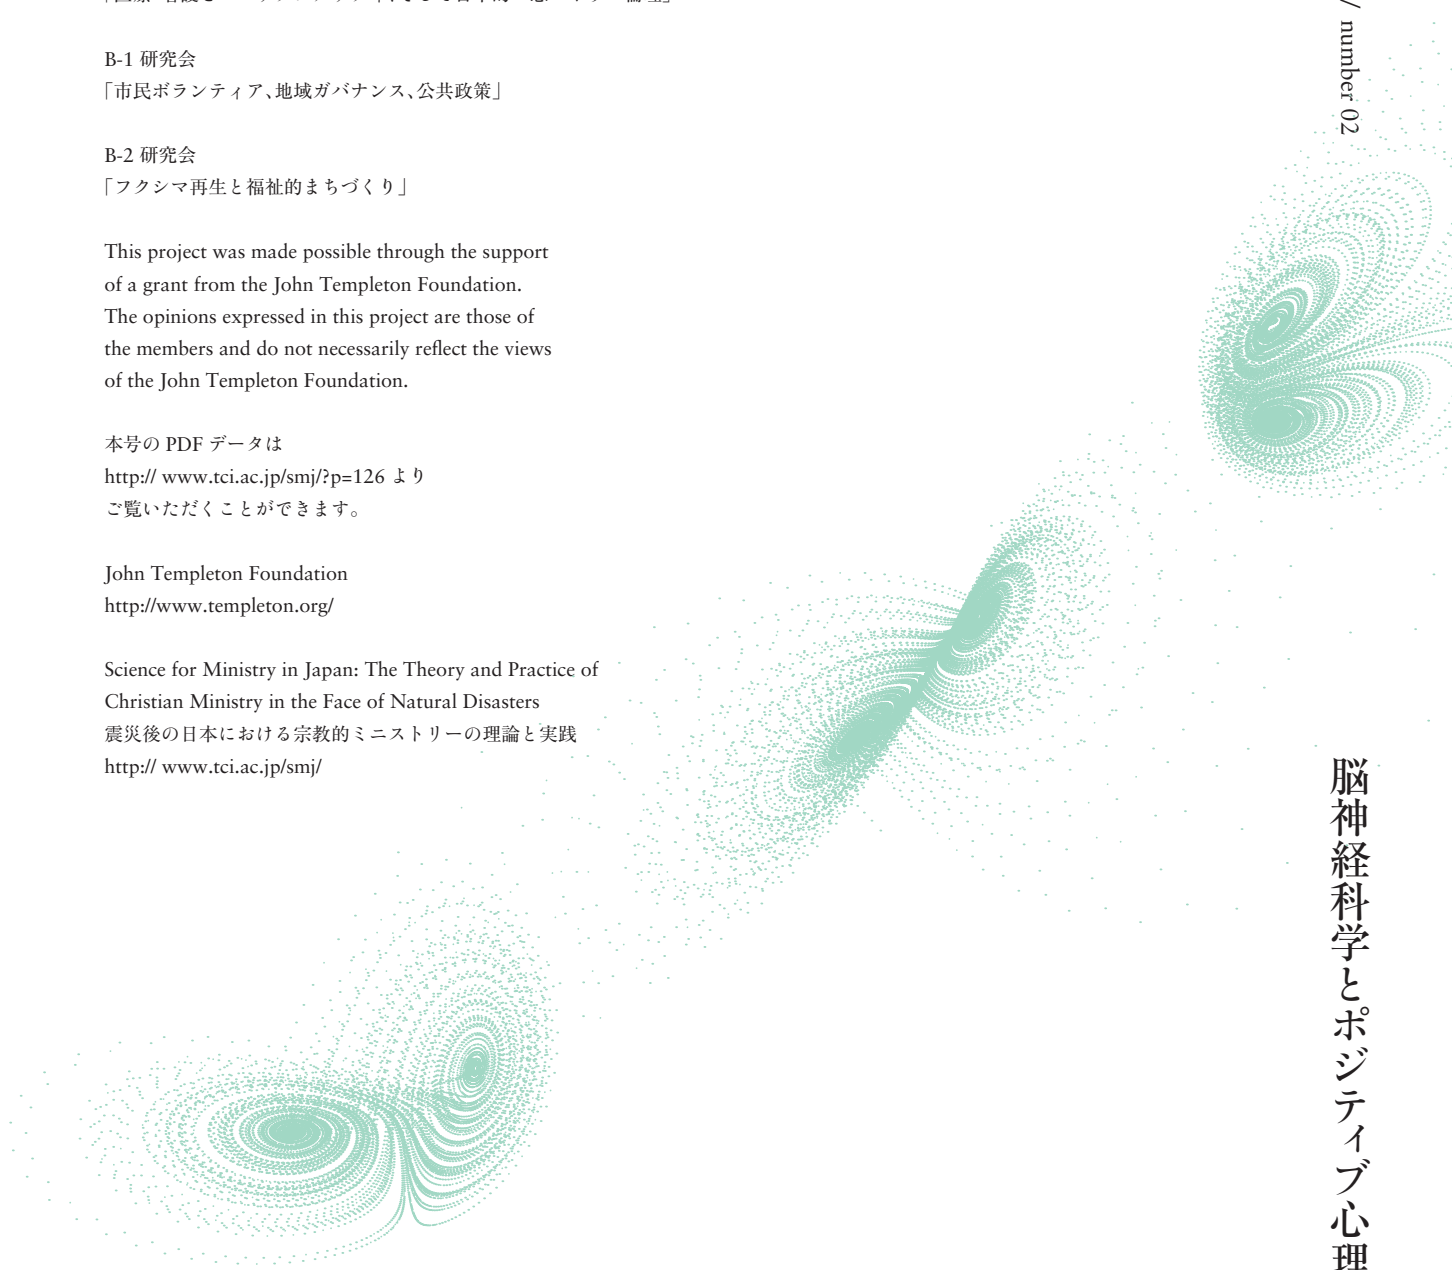 B-1 研究会
「市民ボランティア、地域ガバナンス、公共政策」
B-2 研究会
「フクシマ再生と福祉的まちづくり」
This project was made possible through the support
of a grant from the John Templeton Foundation.
The opinions expressed in this project are those of
the members and do not necessarily reflect the views
of the John Templeton Foundation.
本号の PDF データは
http:// www.tci.ac.jp/smj/?p=126 より
ご覧いただくことができます。
John Templeton Foundation
http://www.templeton.org/
Science for Ministry in Japan: The Theory and Practice of
Christian Ministry in the Face of Natural Disasters
震災後の日本における宗教的ミニストリーの理論と実践
http:// www.tci.ac.jp/smj/
/ number 02
脳神経科学とポジティブ心理